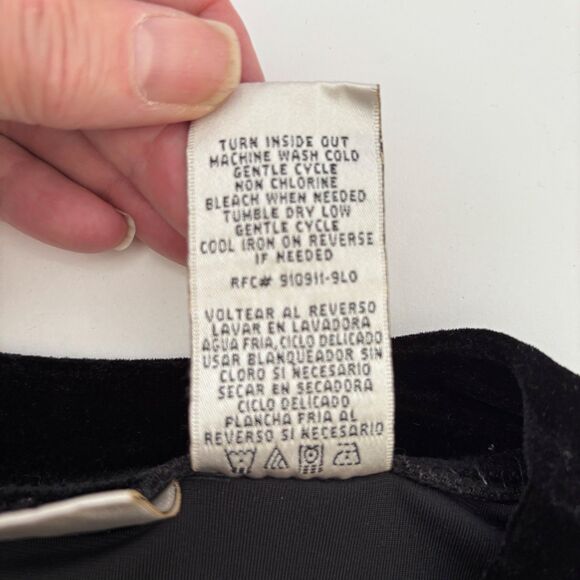 TURN INSIDE OUT
MACHINE WASH COLD
GENTLE CYCLE
NON CHLORINE
BLEACH WHEN NEEDED
TUMBLE DRY LOW
GENTLE CYCLE
COOL IRON ON REVERSE
IF NEEDED
RFC# 910911-9L0
VOLTEAR AL REVERSO
LAVAR EN LAVADORA
AGUA FRIA, CICLO DELICADO
USAR BLANQUEADOR SIN
CLORO SI NECESARIO
SECAR EN SECADORA
CICLO DELICADO
PLANCHA FRIA AL
REVERSO SI NECESARIO